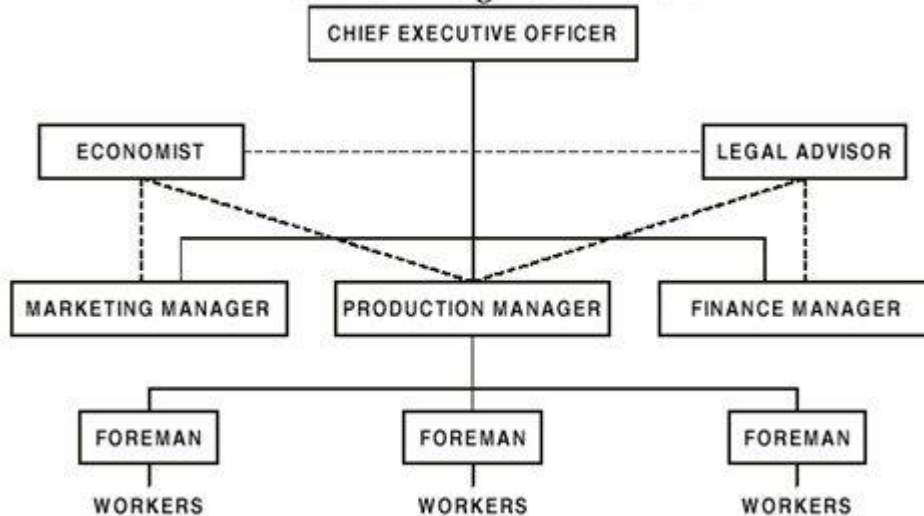 CHIEF EXECUTIVE OFFICER
ECONOMIST
LEGAL ADVISOR
MARKETING MANAGER
PRODUCTION MANAGER
FINANCE MANAGER
FOREMAN
FOREMAN
FOREMAN
WORKERS
WORKERS
WORKERS